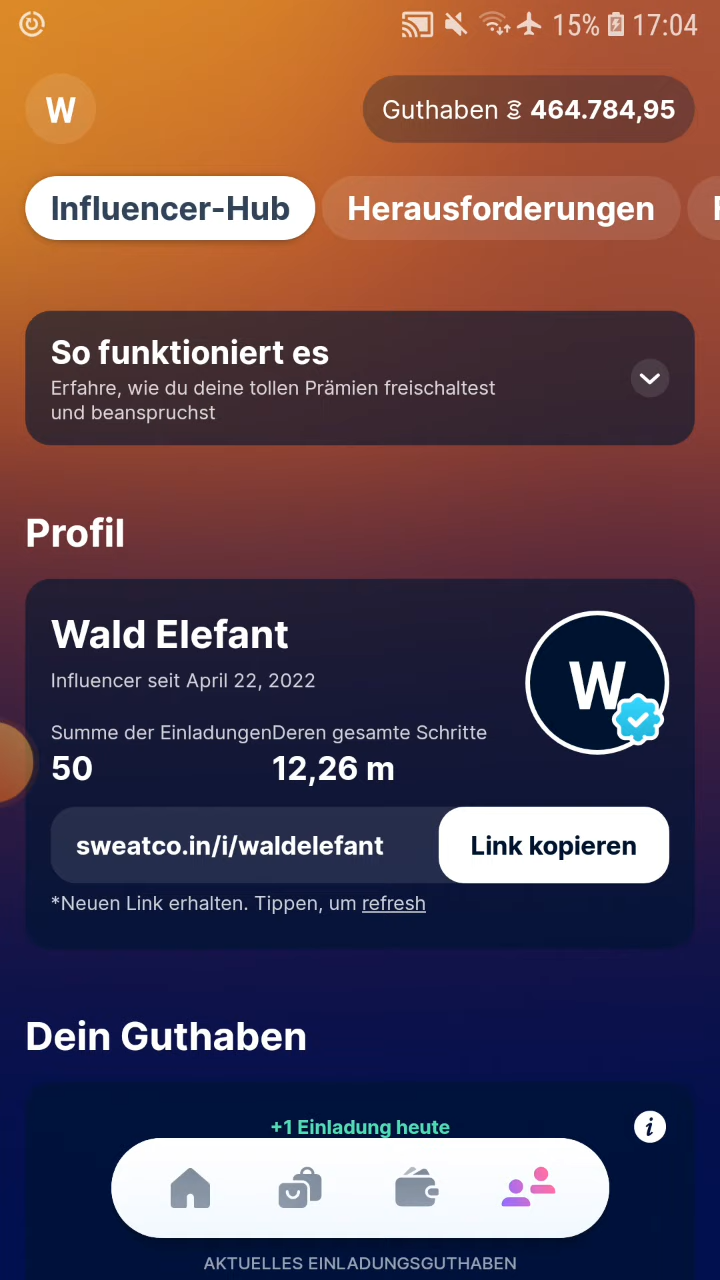 15% 17:04
W
Guthaben 464.784,95
Influencer-Hub Herausforderungen
So funktioniert es
Erfahre, wie du deine tollen Prämien freischaltest
und beanspruchst
Profil
Wald Elefant
W
Influencer seit April 22, 2022
Summe der EinladungenDeren gesamte Schritte
50 12,26 m
sweatco.in/i/waldelefant Link kopieren
*Neuen Link erhalten. Tippen, um refresh
Dein Guthaben
+1 Einladung heute i
AKTUELLES EINLADUNGSGUTHABEN